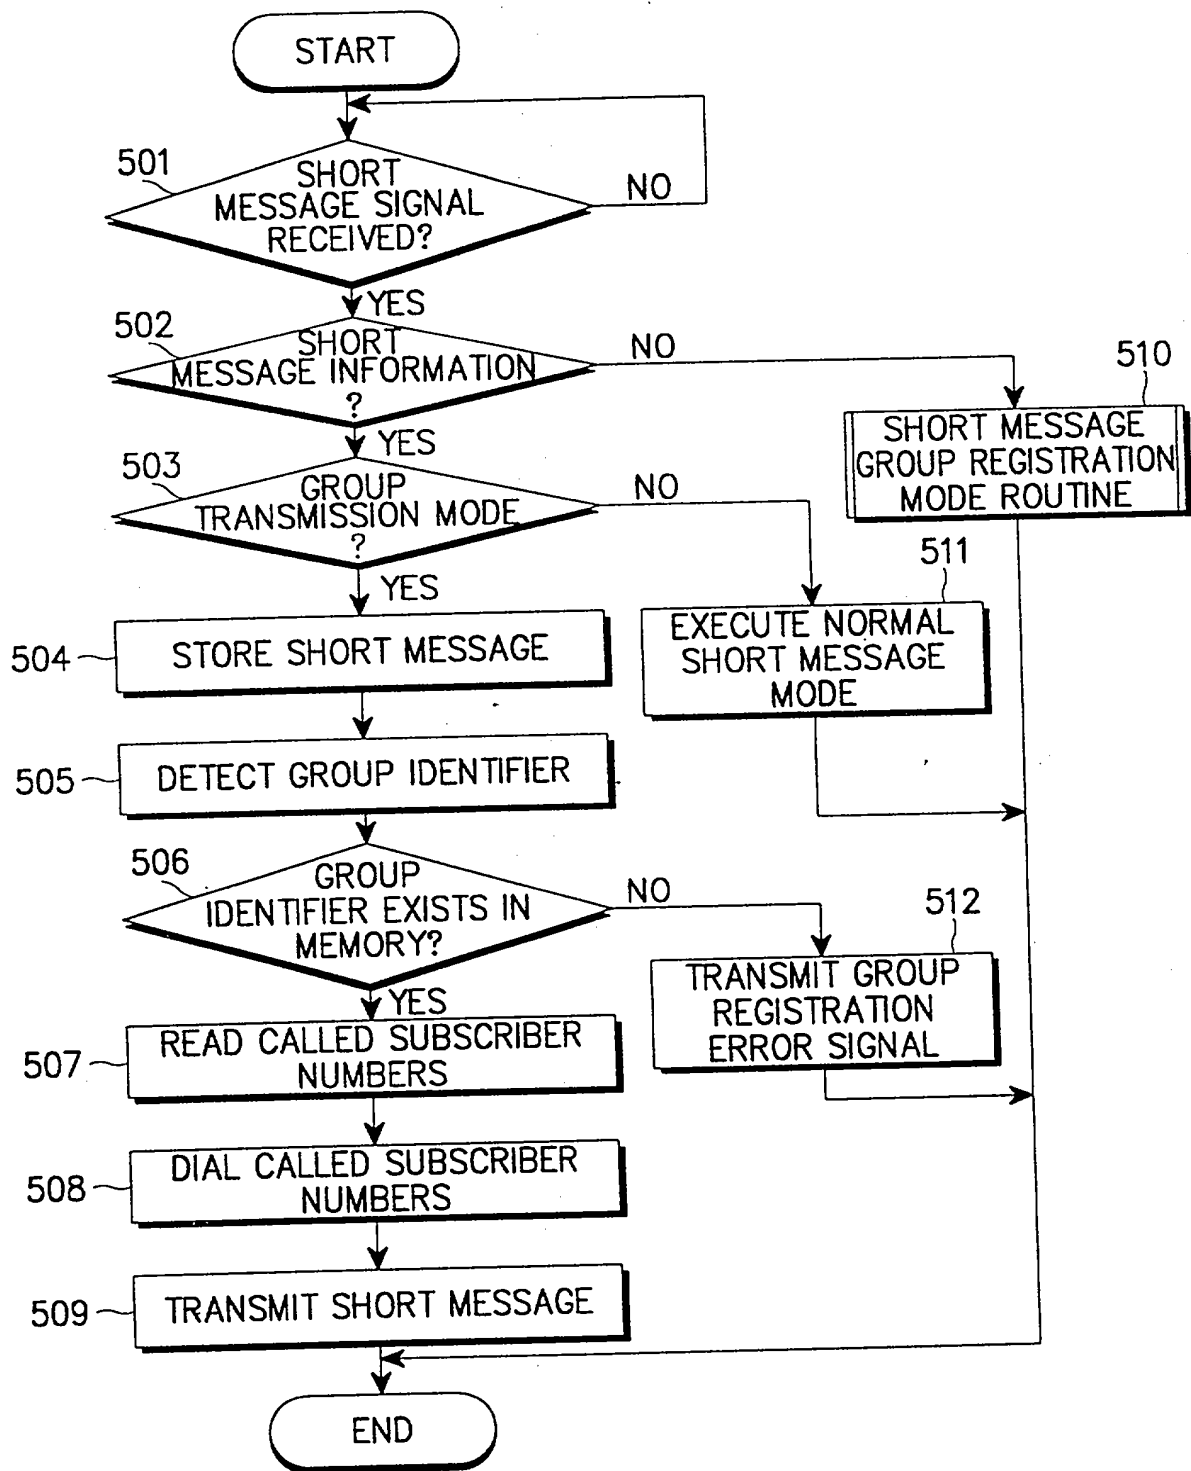 START
501
SHORT
MESSAGE SIGNAL
RECEIVED?
NO
YES
502
SHORT
MESSAGE INFORMATION
?
NO
YES
510
SHORT MESSAGE
GROUP REGISTRATION
MODE ROUTINE
503
GROUP
TRANSMISSION MODE
?
NO
YES
511
EXECUTE NORMAL
SHORT MESSAGE
MODE
504
STORE SHORT MESSAGE
505
DETECT GROUP IDENTIFIER
506
GROUP
IDENTIFIER EXISTS IN
MEMORY?
NO
YES
512
TRANSMIT GROUP
REGISTRATION
ERROR SIGNAL
507
READ CALLED SUBSCRIBER
NUMBERS
508
DIAL CALLED SUBSCRIBER
NUMBERS
509
TRANSMIT SHORT MESSAGE
END